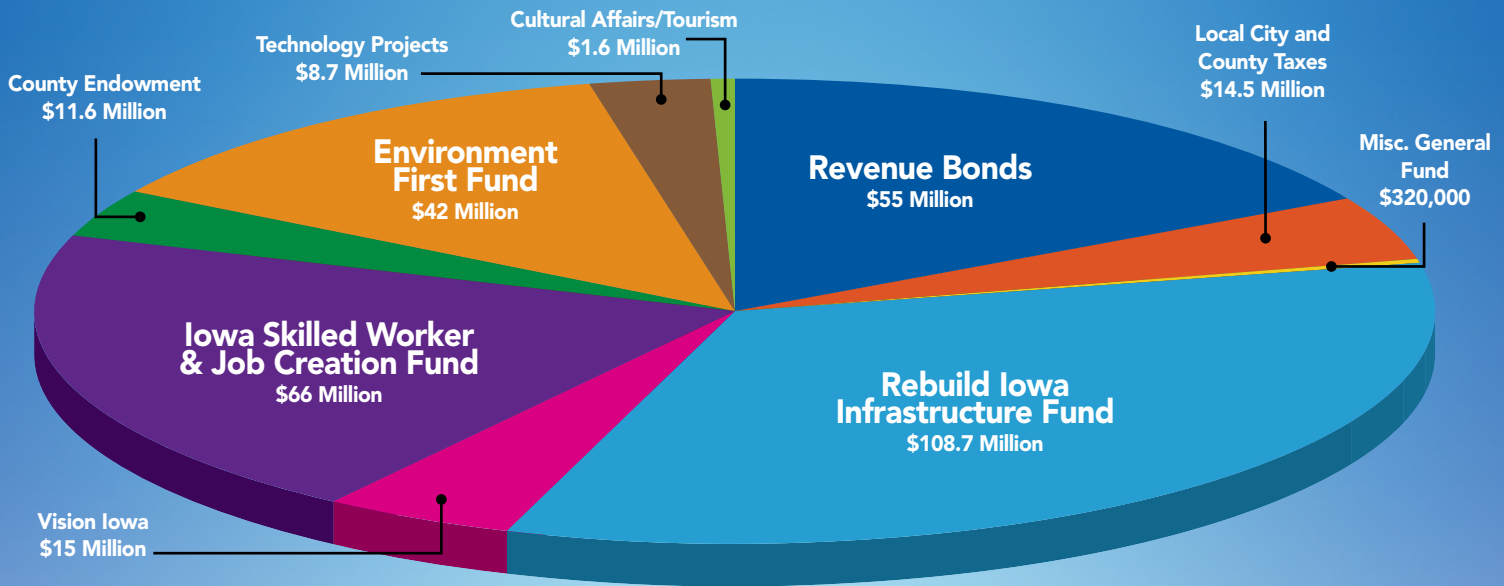 Cultural Affairs/Tourism
$1.6 Million
Technology Projects
$8.7 Million
County Endowment
$11.6 Million
Local City and
County Taxes
$14.5 Million
Misc. General
Fund
$320,000
Environment
First Fund
$42 Million
Revenue Bonds
$55 Million
Iowa Skilled Worker
& Job Creation Fund
$66 Million
Rebuild Iowa
Infrastructure Fund
$108.7 Million
Vision Iowa
$15 Million